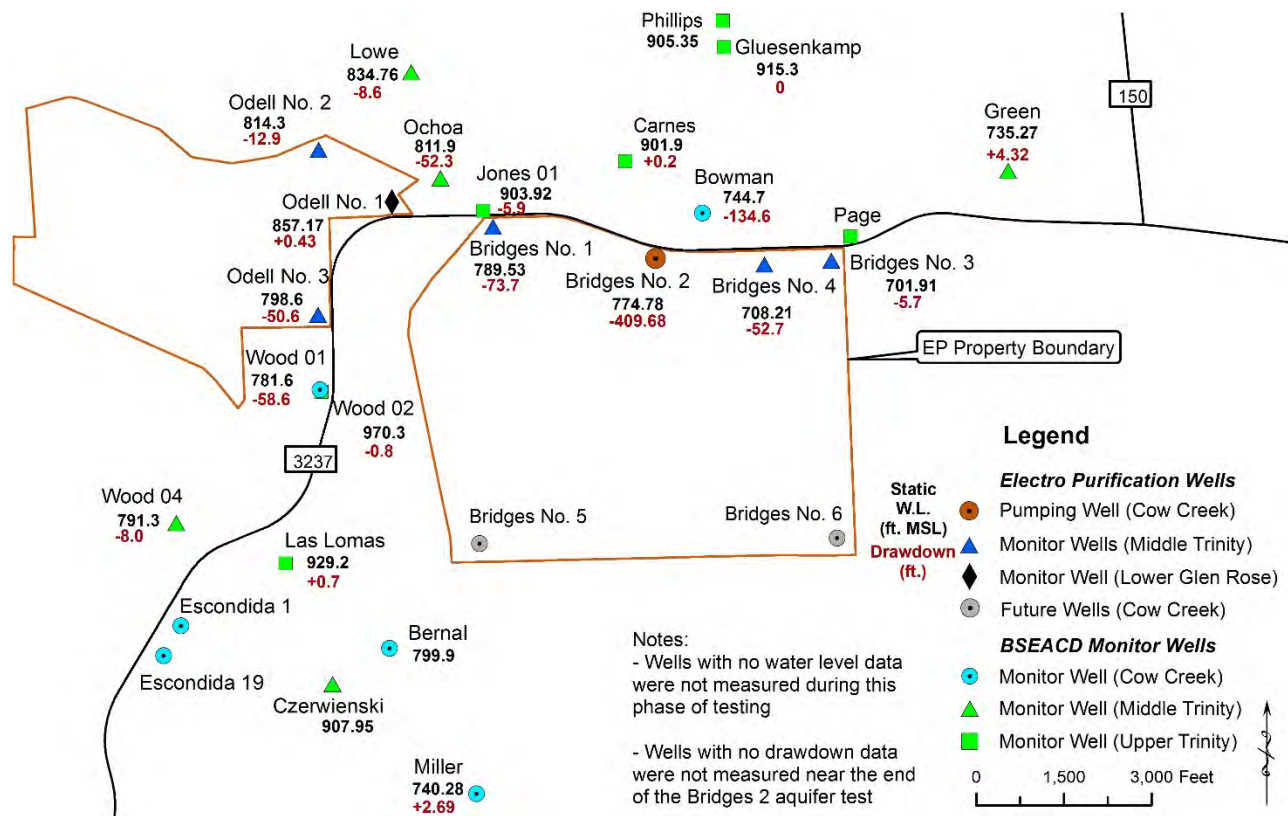 Phillips
905.35
Gluesenkamp
915.3
0
Lowe
834.76
-8.6
150
Odell No. 2
814.3
-12.9
Ochoa
811.9
-52.3
Carnes
901.9
+0.2
Green
735.27
+4.32
Jones 01
903.92
-5.9
Bowman
744.7
-134.6
Odell No. 1
857.17
+0.43
Page
Bridges No. 1
789.53
-73.7
Bridges No. 2
774.78
-409.68
Bridges No. 4
708.21
-52.7
Bridges No. 3
701.91
-5.7
Odell No. 3
798.6
-50.6
EP Property Boundary
Wood 01
781.6
-58.6
Wood 02
970.3
-0.8
3237
Wood 04
791.3
-8.0
Las Lomas
929.2
+0.7
Bridges No. 5
Bridges No. 6
Escondida 1
Escondida 19
Bernal
799.9
Czerwienski
907.95
Miller
740.28
+2.69
Notes:
- Wells with no water level data
were not measured during this
phase of testing
- Wells with no drawdown data
were not measured near the end
of the Bridges 2 aquifer test
Static
W.L.
(ft. MSL)
Drawdown
(ft.)
Legend
Electro Purification Wells
Pumping Well (Cow Creek)
Monitor Wells (Middle Trinity)
Monitor Well (Lower Glen Rose)
Future Wells (Cow Creek)
BSEACD Monitor Wells
Monitor Well (Cow Creek)
Monitor Well (Middle Trinity)
Monitor Well (Upper Trinity)
0 1,500 3,000 Feet